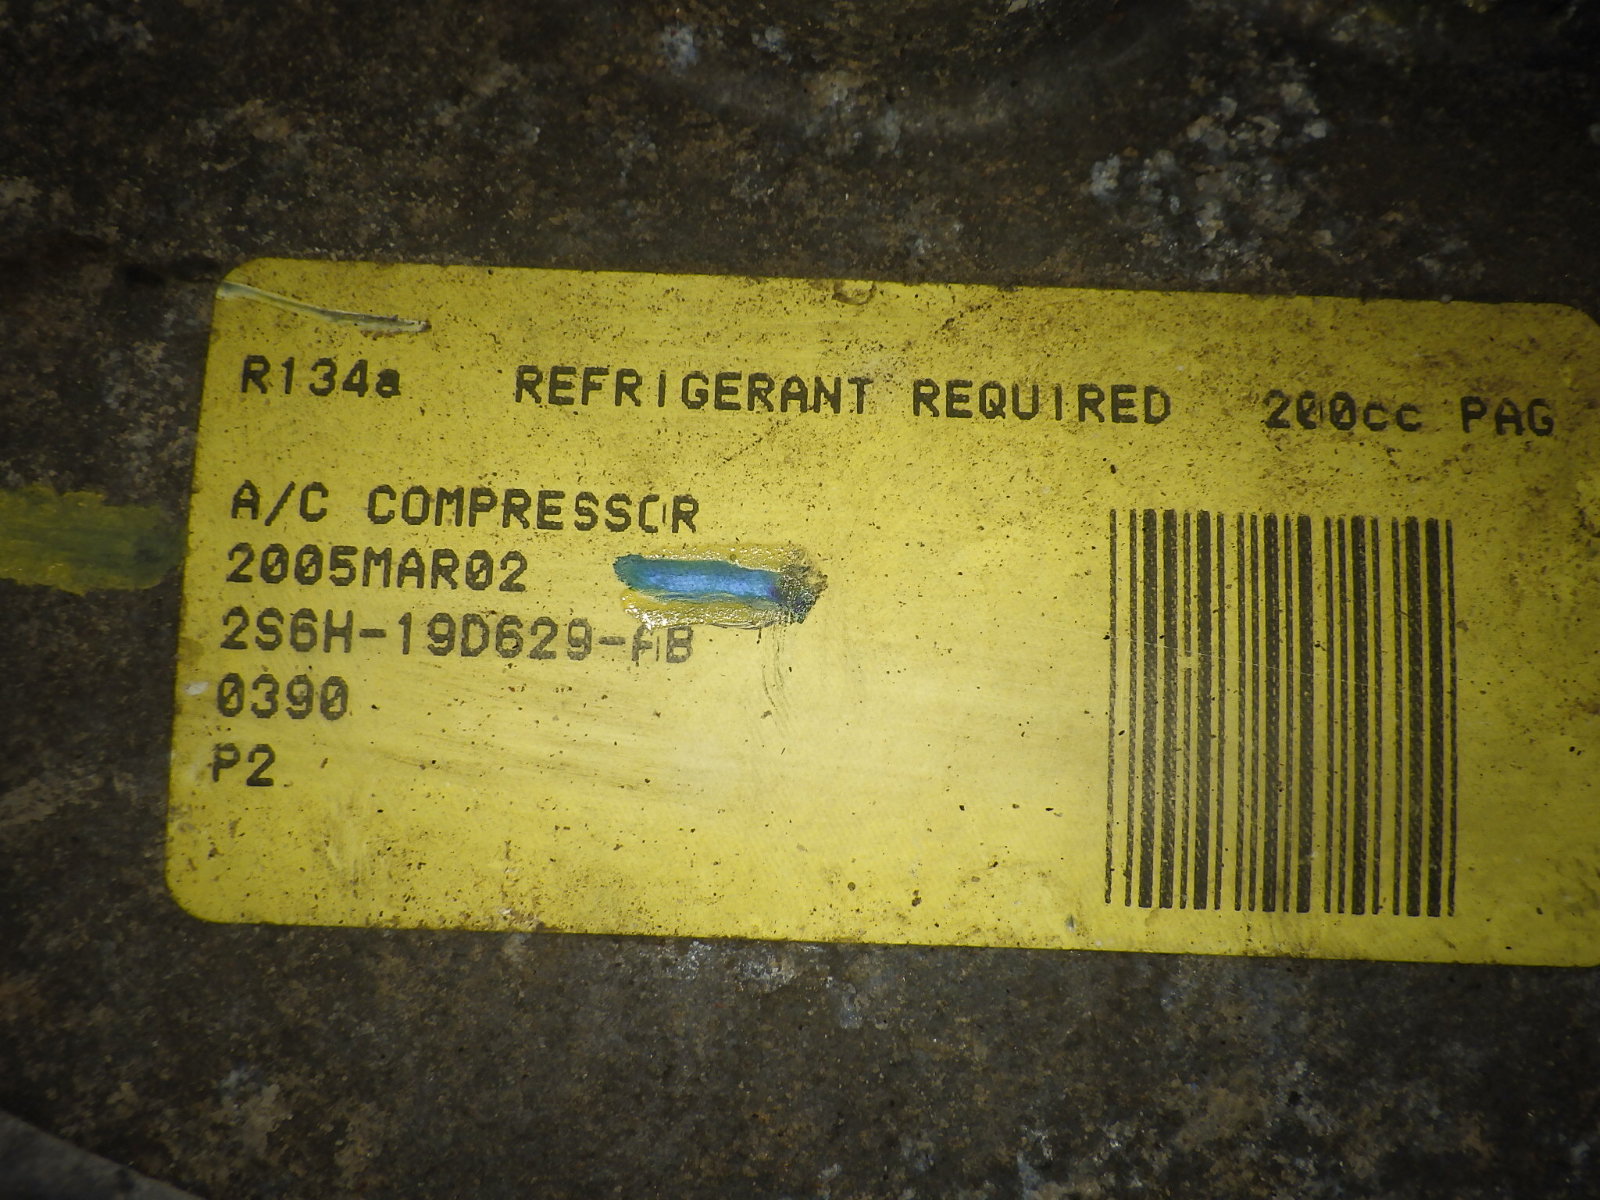 R134a REFRIGERANT REQUIRED 200cc PAG
A/C COMPRESSOR
2005MAR02
2S6H-19D629-AB
0390
P2